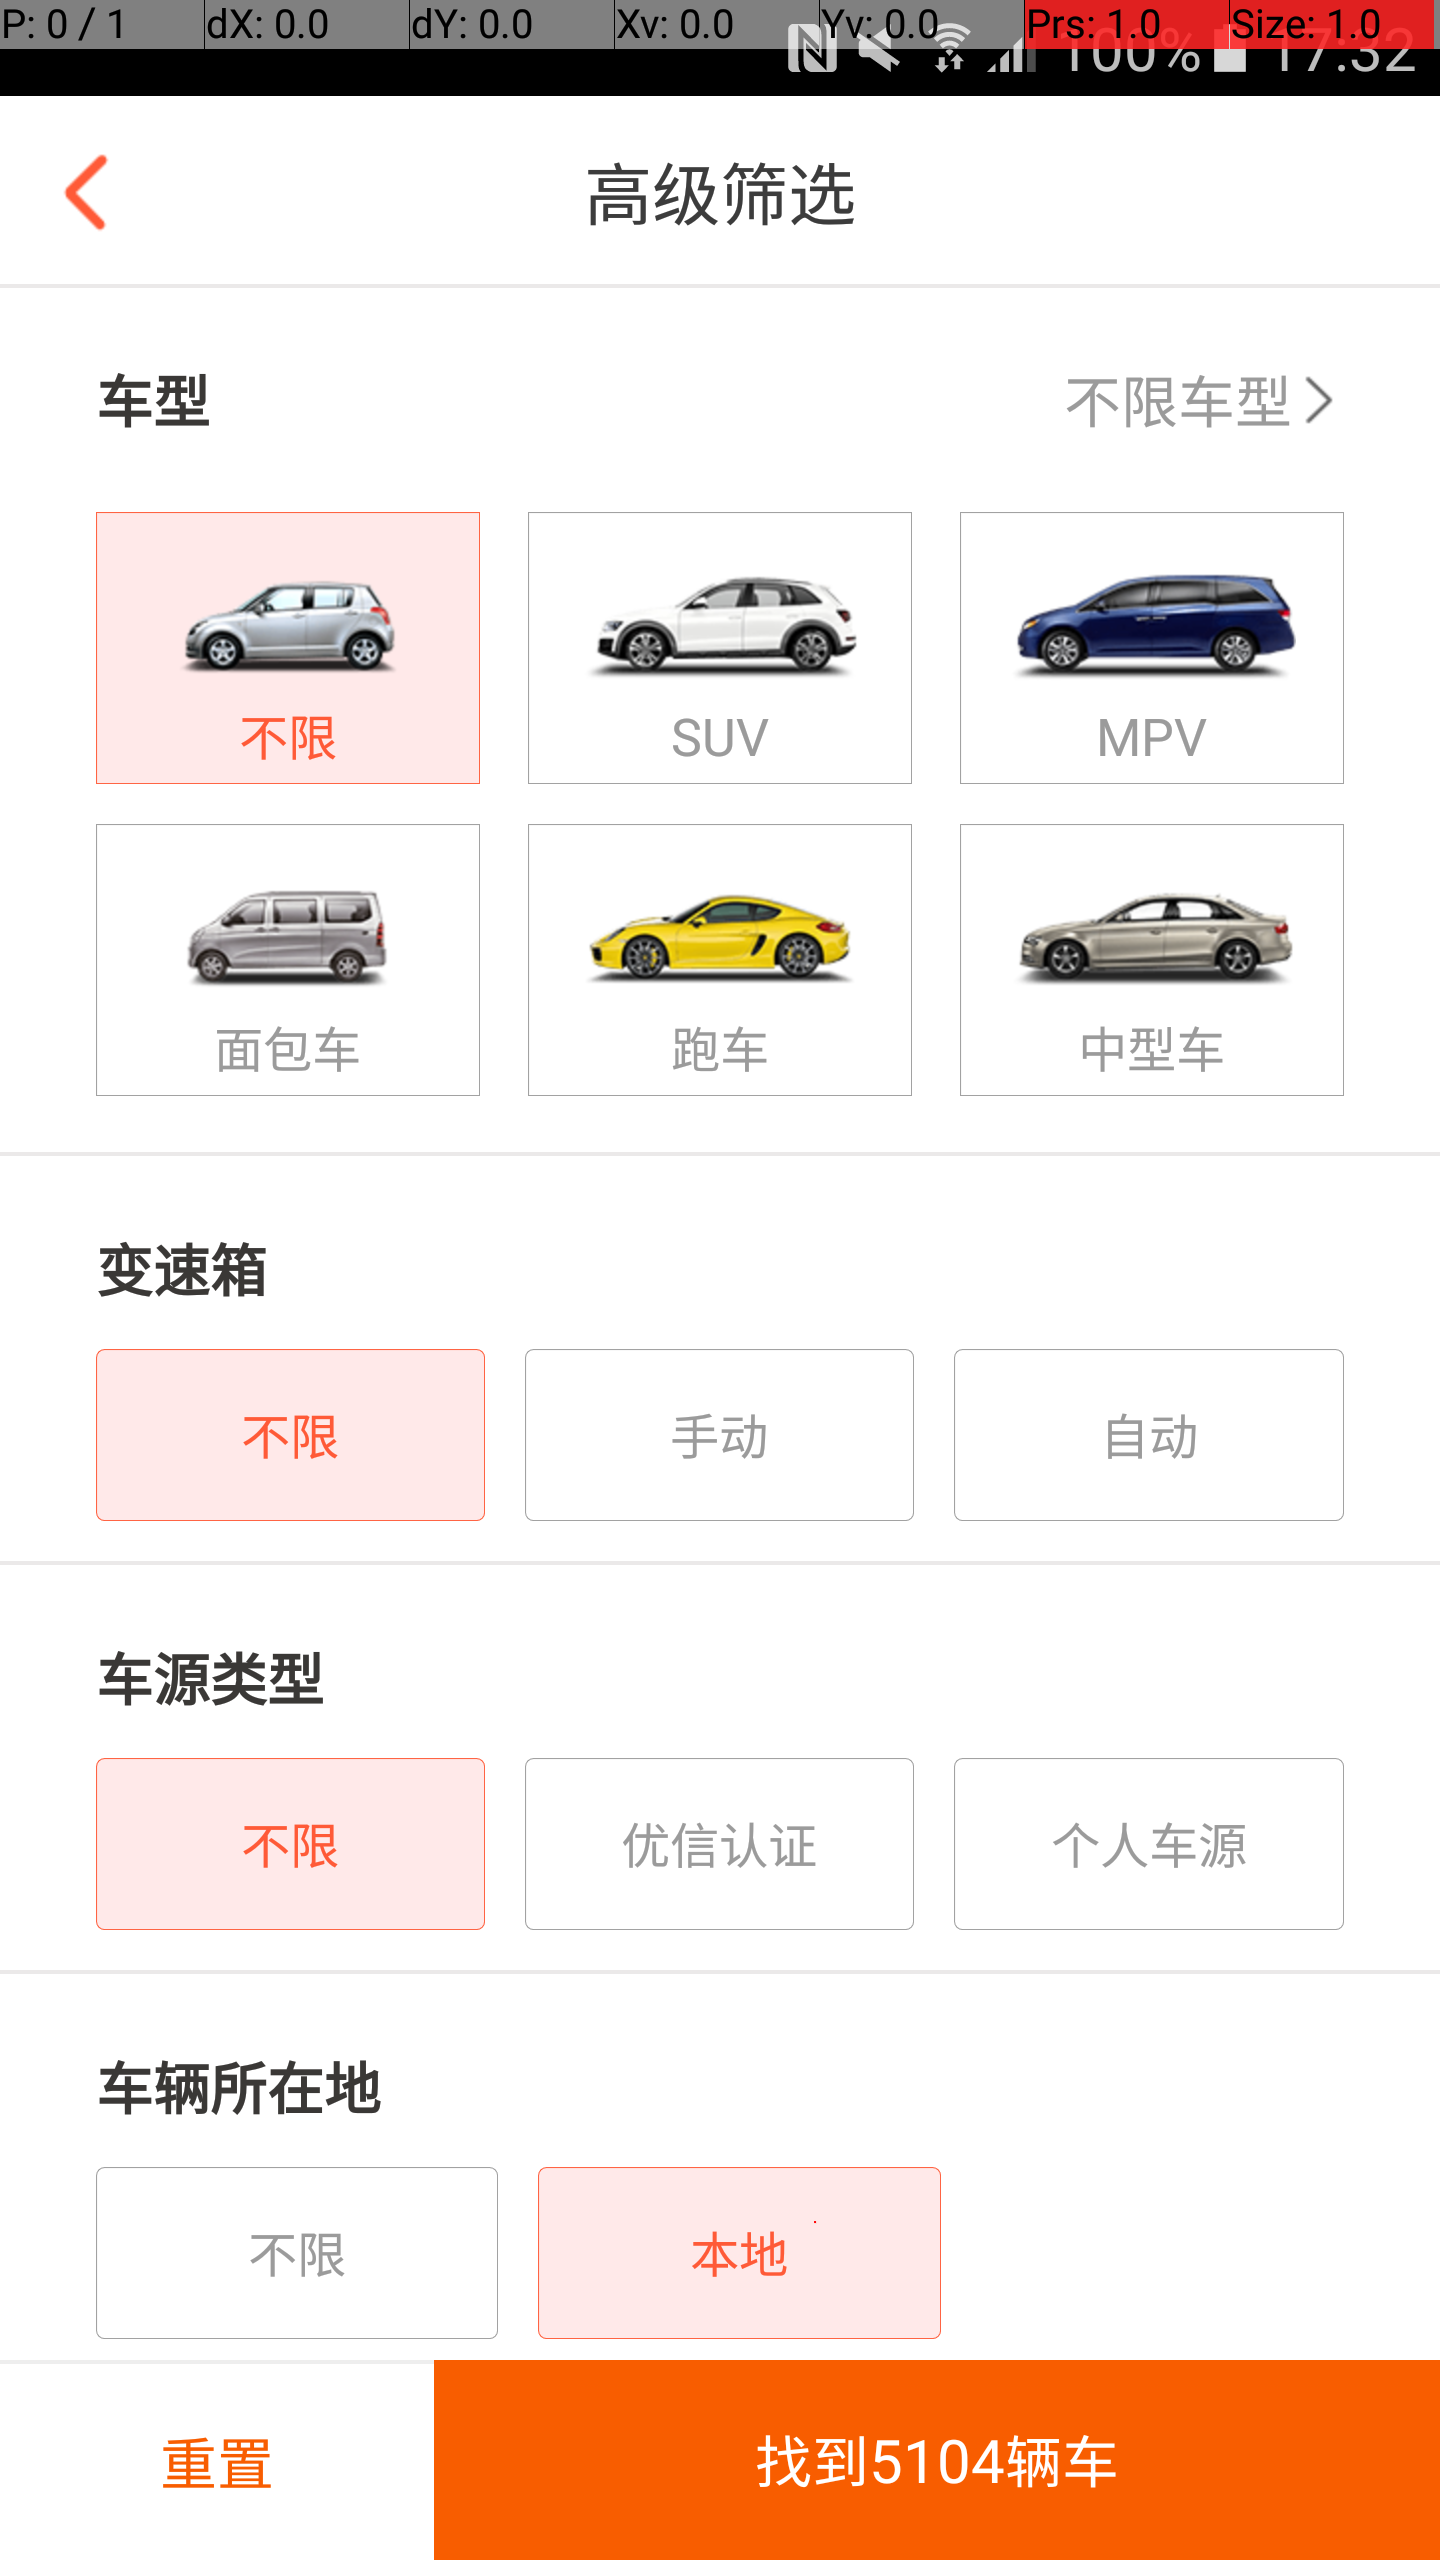 P: 0 / 1 dX: 0.0 dY: 0.0 Xv: 0.0 Yv: 0.0 Prs: 1.0 Size: 1.0
100% 17:32
高级筛选
车型 不限车型
不限 SUV MPV
面包车 跑车 中型车
变速箱
不限 手动 自动
车源类型
不限 优信认证 个人车源
车辆所在地
不限 本地
重置 找到5104辆车